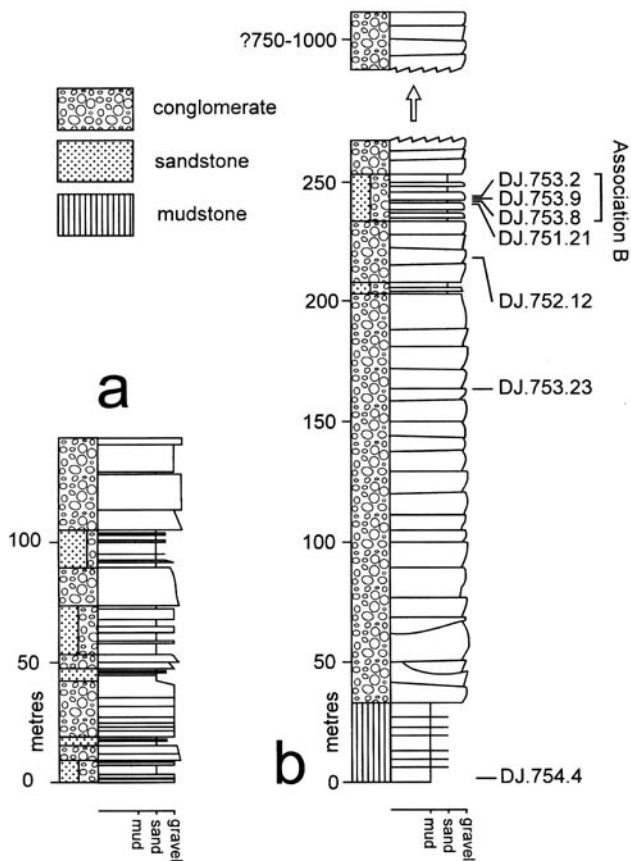 ?750-1000
conglomerate
sandstone
mudstone
250
200
150
100
50
0
metres
DJ.753.2
DJ.753.9
DJ.753.8
DJ.751.21
Association B
DJ.752.12
DJ.753.23
DJ.754.4
a
100
50
0
metres
b
mud
sand
gravel
mud
sand
gravel